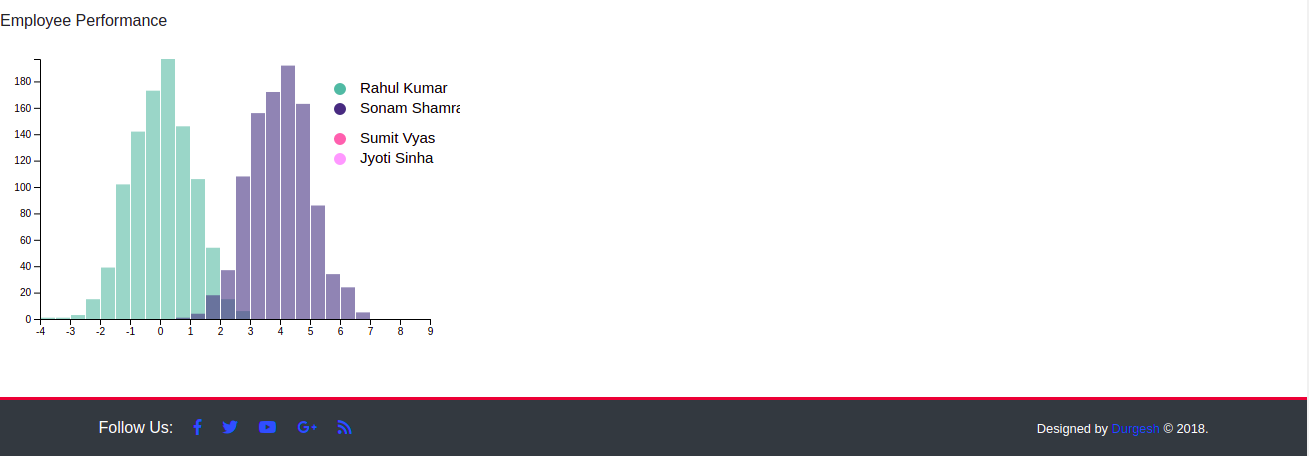 Employee Performance
180
160
140
120
100
80
60
40
20
0
-4 -3 -2 -1 0 1 2 3 4 5 6 7 8 9
Rahul Kumar
Sonam Shamra
Sumit Vyas
Jyoti Sinha
Follow Us:
Designed by Durgesh © 2018.